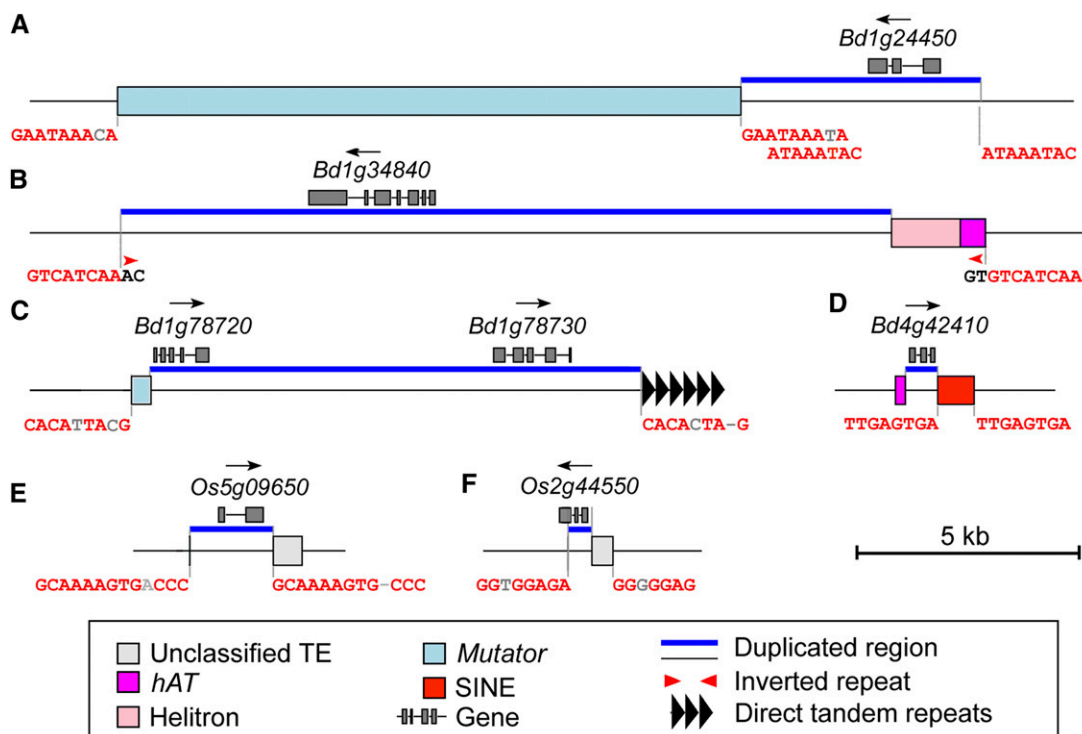 A
Bd1g24450
GAATAAACA
GAATAAATA
ATAAATAC
ATAAATAC
B
Bd1g34840
GTCATCAAAC
GTGTCATCAA
C
Bd1g78720
Bd1g78730
CACATTACG
CACACTA-G
D
Bd4g42410
TTGAGTGA
TTGAGTGA
E
Os5g09650
GCAAAAGTGACCC
GCAAAAGTG-CCC
F
Os2g44550
GGTGGAGA
GGGGGAG
5 kb
Unclassified TE
hAT
Helitron
Mutator
SINE
Gene
Duplicated region
Inverted repeat
Direct tandem repeats